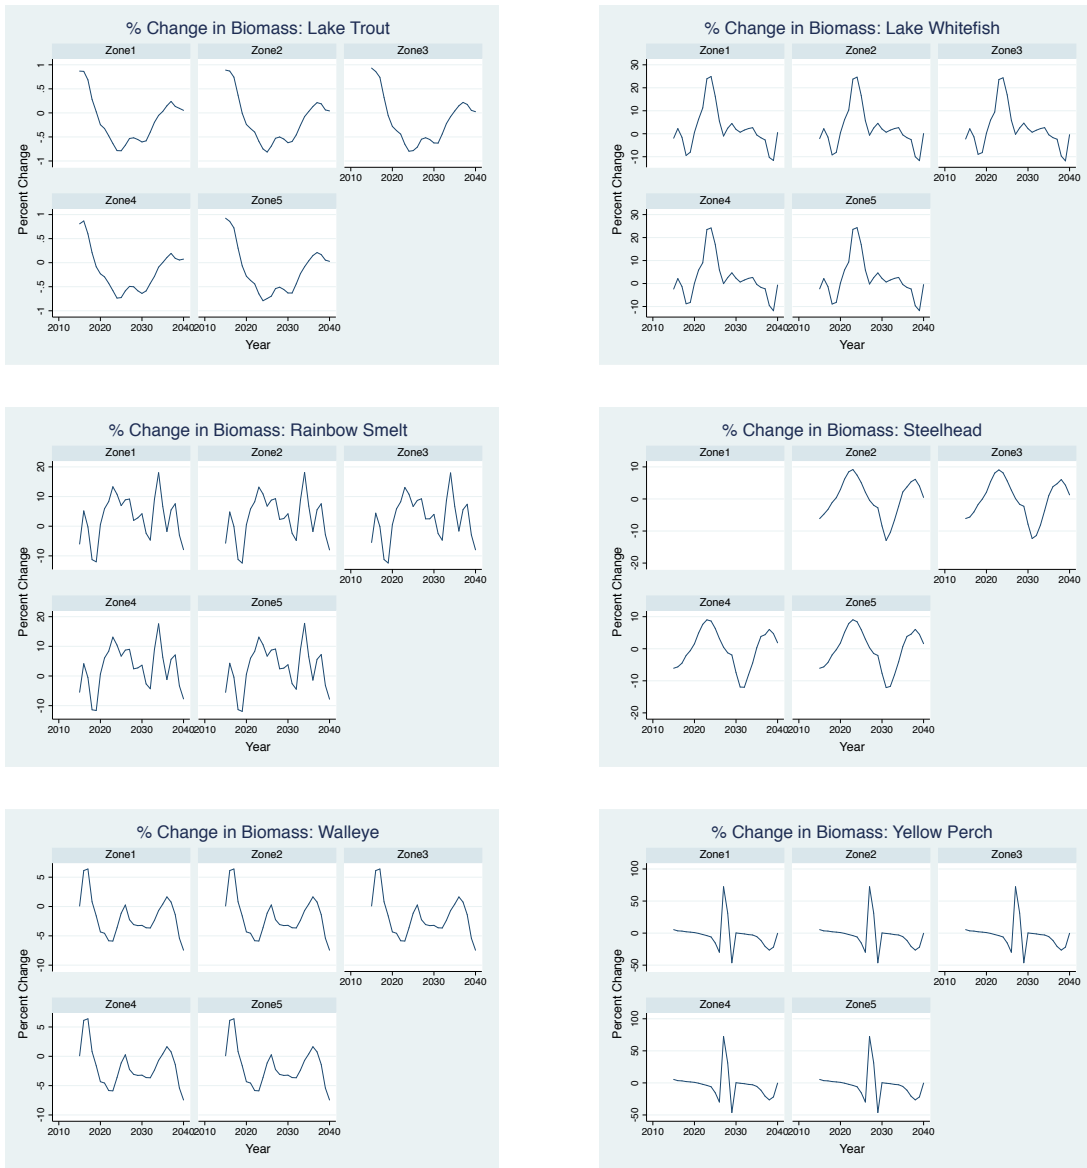 % Change in Biomass: Lake Trout
Zone1 Zone2 Zone3
1
.5
0
-.5
-1
2010 2020 2030 2040
Zone4 Zone5
1
.5
0
-.5
-1
2010 2020 2030 2040 2010 2020 2030 2040
Percent Change
Year
% Change in Biomass: Lake Whitefish
Zone1 Zone2 Zone3
30
20
10
0
-10
2010 2020 2030 2040
Zone4 Zone5
30
20
10
0
-10
2010 2020 2030 2040 2010 2020 2030 2040
Percent Change
Year
% Change in Biomass: Rainbow Smelt
Zone1 Zone2 Zone3
20
10
0
-10
2010 2020 2030 2040
Zone4 Zone5
20
10
0
-10
2010 2020 2030 2040 2010 2020 2030 2040
Percent Change
Year
% Change in Biomass: Steelhead
Zone1 Zone2 Zone3
10
0
-10
-20
2010 2020 2030 2040
Zone4 Zone5
10
0
-10
-20
2010 2020 2030 2040 2010 2020 2030 2040
Percent Change
Year
% Change in Biomass: Walleye
Zone1 Zone2 Zone3
5
0
-5
-10
2010 2020 2030 2040
Zone4 Zone5
5
0
-5
-10
2010 2020 2030 2040 2010 2020 2030 2040
Percent Change
Year
% Change in Biomass: Yellow Perch
Zone1 Zone2 Zone3
100
50
0
-50
2010 2020 2030 2040
Zone4 Zone5
100
50
0
-50
2010 2020 2030 2040 2010 2020 2030 2040
Percent Change
Year